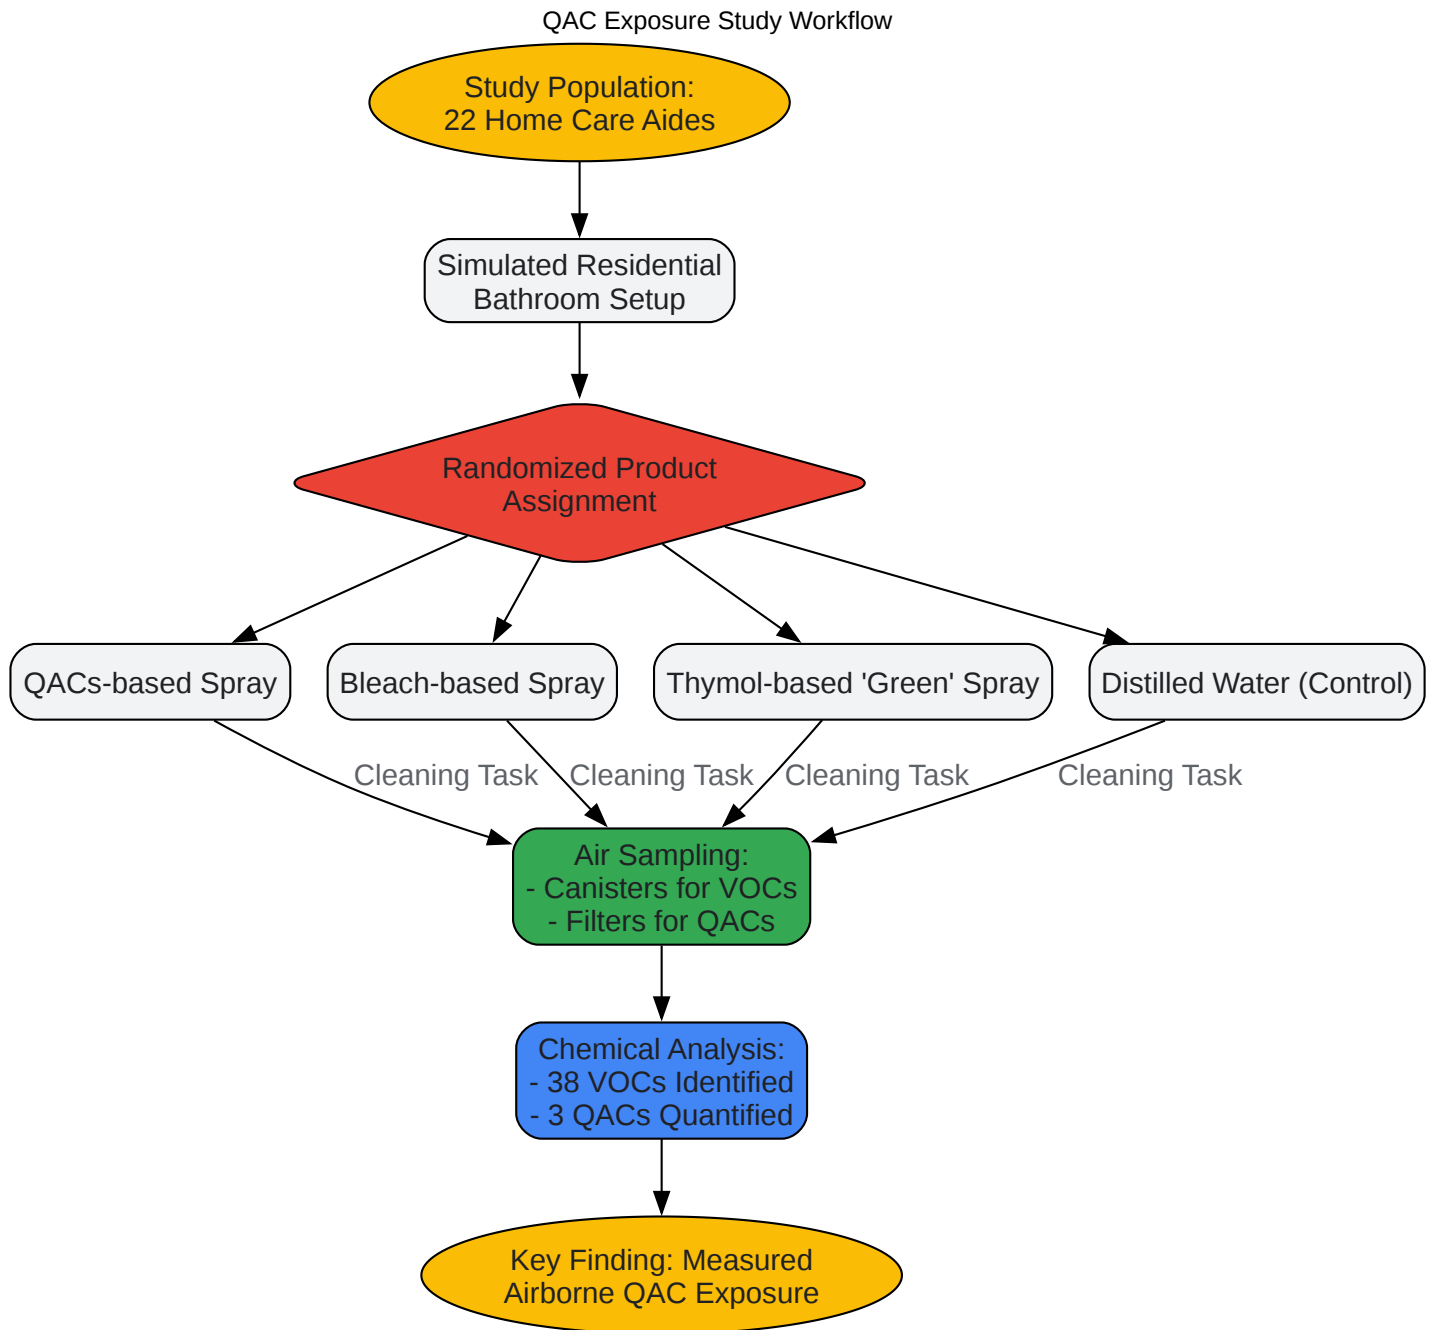 QAC Exposure Study Workflow
Study Population:
22 Home Care Aides
Simulated Residential
Bathroom Setup
Randomized Product
Assignment
QACs-based Spray
Bleach-based Spray
Thymol-based 'Green' Spray
Distilled Water (Control)
Cleaning Task
Cleaning Task
Cleaning Task
Cleaning Task
Air Sampling:
- Canisters for VOCs
- Filters for QACs
Chemical Analysis:
- 38 VOCs Identified
- 3 QACs Quantified
Key Finding: Measured
Airborne QAC Exposure